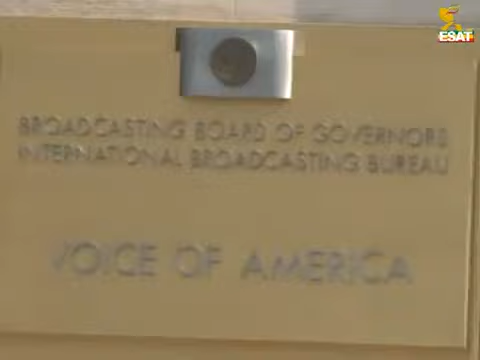 ESAT
BROADCASTING BOARD OF GOVERNORS
INTERNATIONAL BROADCASTING BUREAU
VOICE OF AMERICA